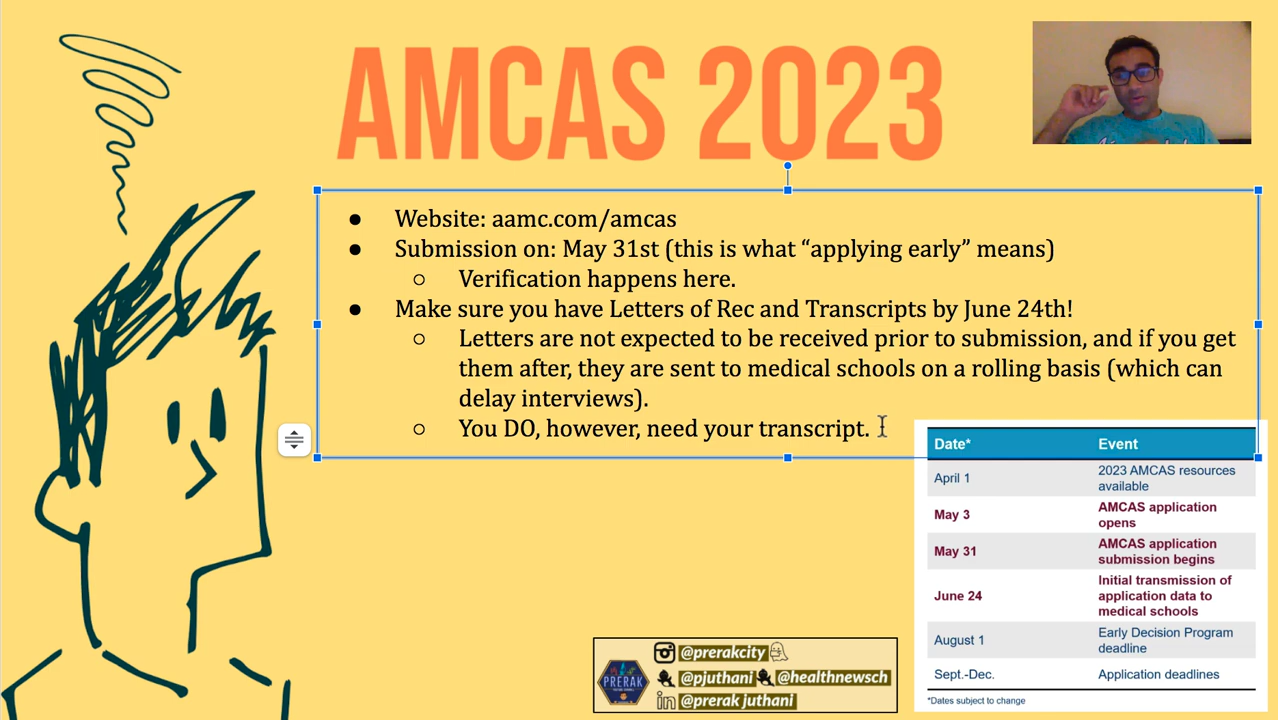 AMCAS 2023
● Website: aamc.com/amcas
● Submission on: May 31st (this is what “applying early” means)
○ Verification happens here.
● Make sure you have Letters of Rec and Transcripts by June 24th!
○ Letters are not expected to be received prior to submission, and if you get
them after, they are sent to medical schools on a rolling basis (which can
delay interviews).
○ You DO, however, need your transcript.
Date* Event
April 1 2023 AMCAS resources
available
May 3 AMCAS application
opens
May 31 AMCAS application
submission begins
June 24 Initial transmission of
application data to
medical schools
August 1 Early Decision Program
deadline
Sept.-Dec. Application deadlines
*Dates subject to change
PRERAK
@prerakcity
@pjuthani @healthnewsch
in @prerak juthani